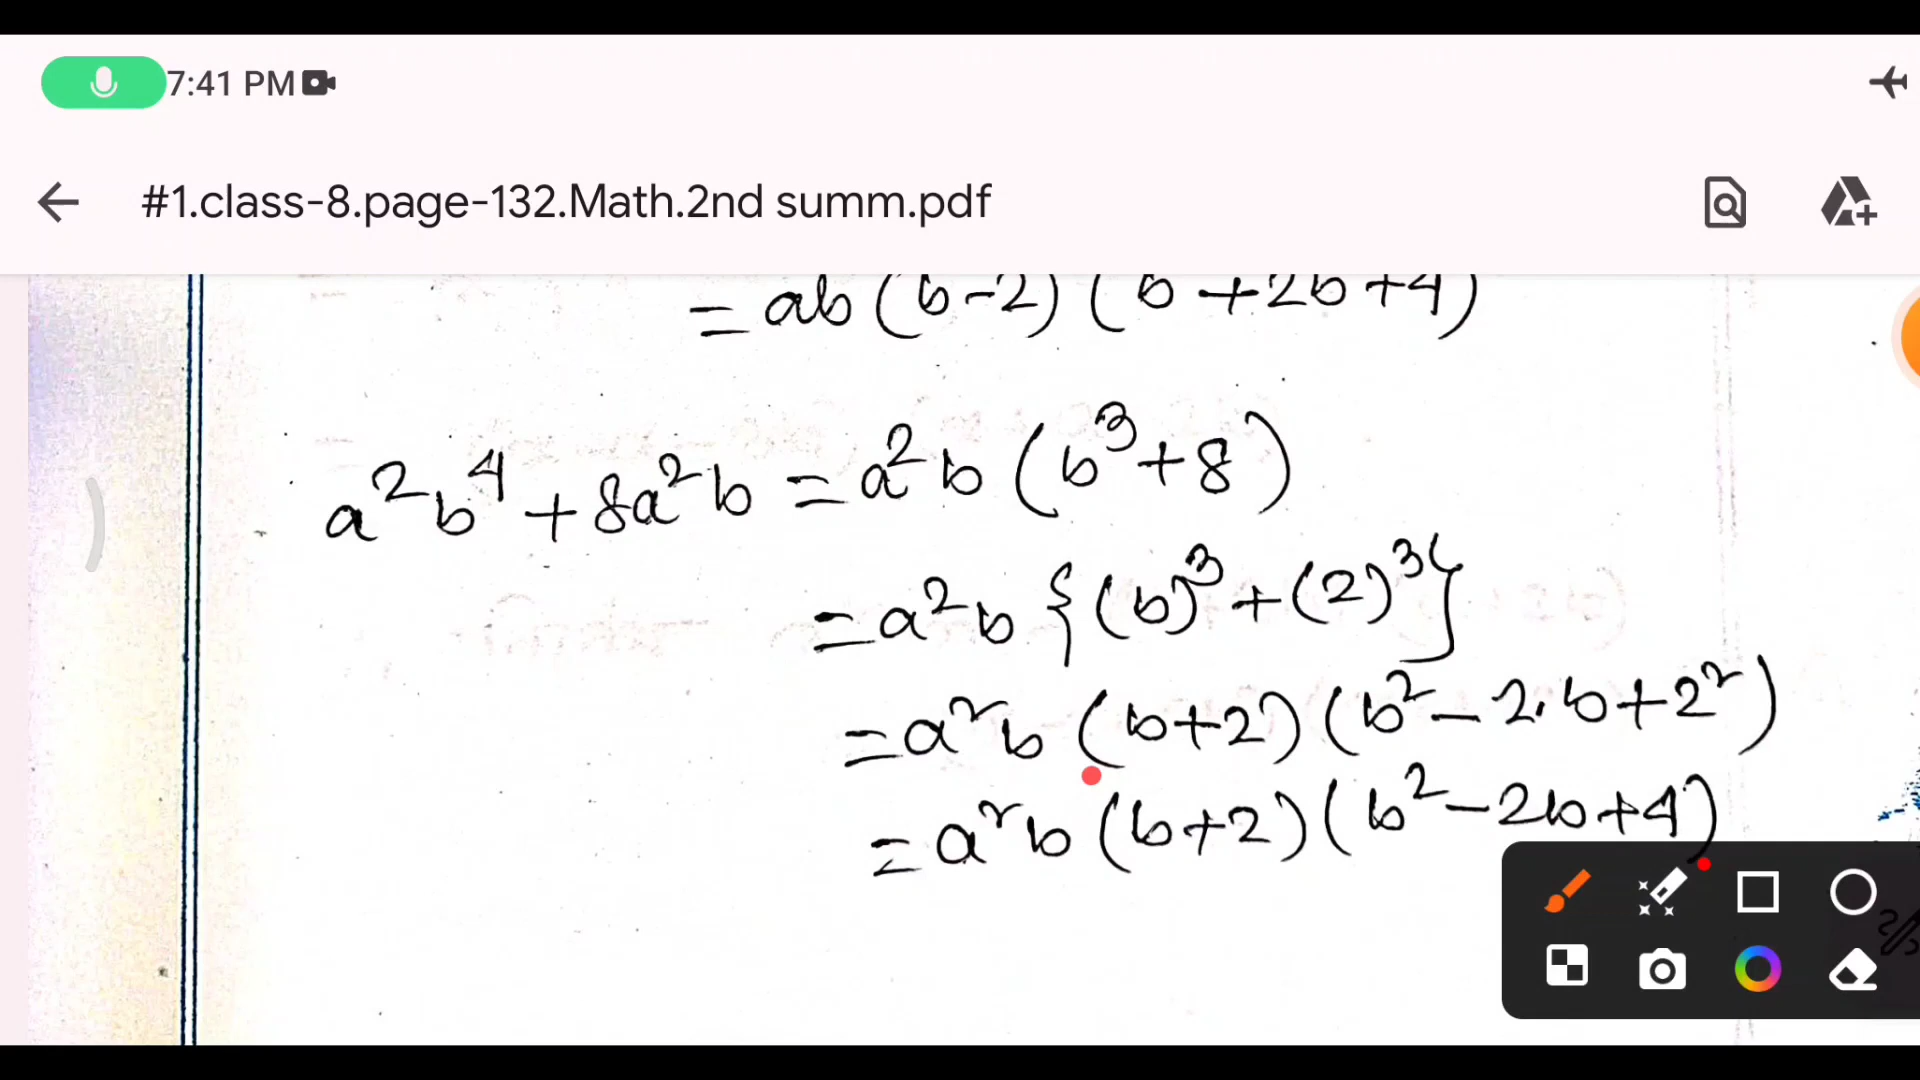 7:41 PM
#1.class-8.page-132.Math.2nd summ.pdf
= ab (b-2) (b +2b+4)
a²b⁴ + 8a²b = a²b (b³+8)
= a²b {(b)³+(2)³}
= a²b (b+2) (b²-2.b+2²)
= a²b (b+2) (b²-2b+4)